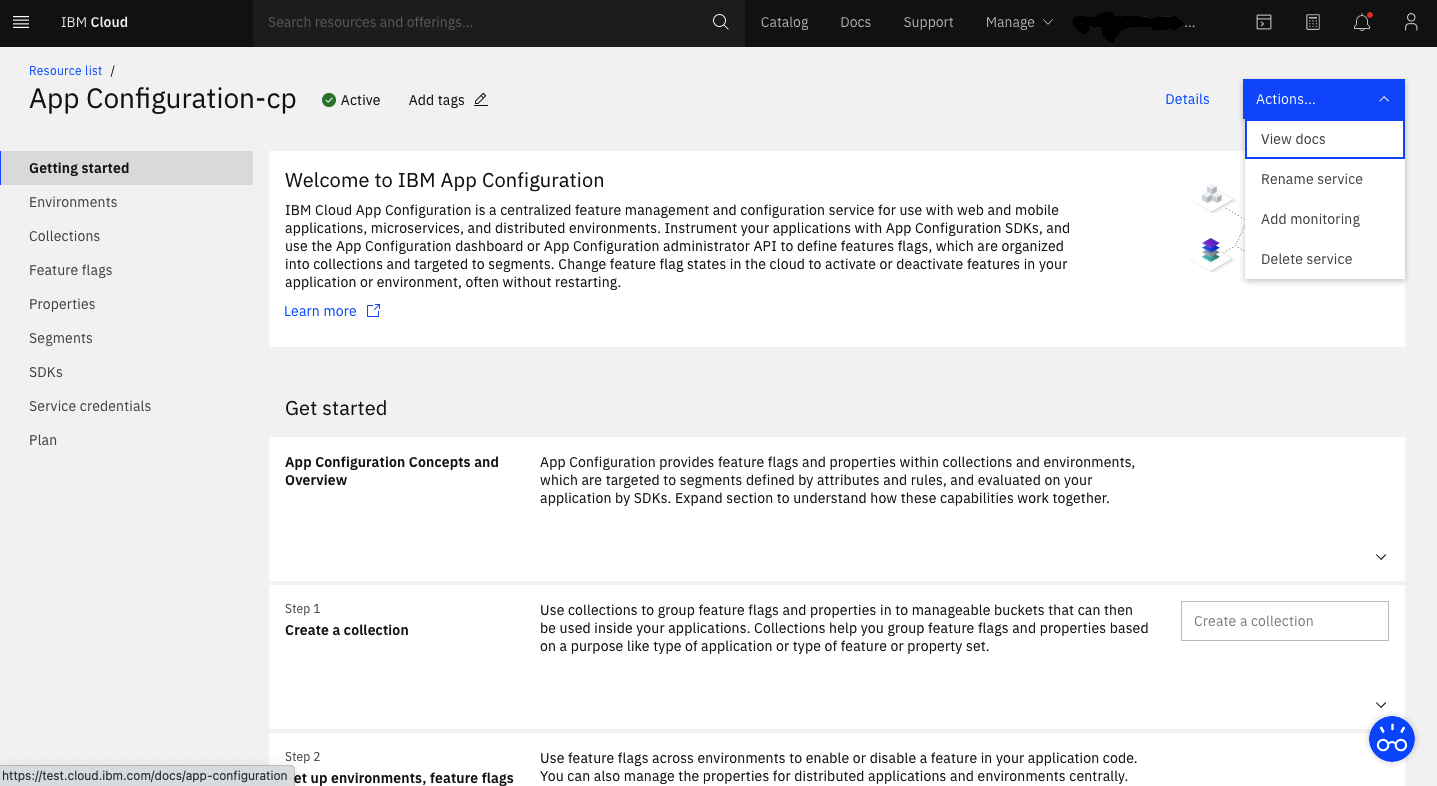 IBM Cloud
Search resources and offerings...
Catalog
Docs
Support
Manage
...
Resource list /
App Configuration-cp
Active
Add tags
Details
Actions...
View docs
Rename service
Add monitoring
Delete service
Getting started
Environments
Collections
Feature flags
Properties
Segments
SDKs
Service credentials
Plan
Welcome to IBM App Configuration
IBM Cloud App Configuration is a centralized feature management and configuration service for use with web and mobile
applications, microservices, and distributed environments. Instrument your applications with App Configuration SDKs, and
use the App Configuration dashboard or App Configuration administrator API to define features flags, which are organized
into collections and targeted to segments. Change feature flag states in the cloud to activate or deactivate features in your
application or environment, often without restarting.
Learn more
Get started
App Configuration Concepts and
Overview
App Configuration provides feature flags and properties within collections and environments,
which are targeted to segments defined by attributes and rules, and evaluated on your
application by SDKs. Expand section to understand how these capabilities work together.
Step 1
Create a collection
Use collections to group feature flags and properties in to manageable buckets that can then
be used inside your applications. Collections help you group feature flags and properties based
on a purpose like type of application or type of feature or property set.
Create a collection
Step 2
et up environments, feature flags
Use feature flags across environments to enable or disable a feature in your application code.
You can also manage the properties for distributed applications and environments centrally.
https://test.cloud.ibm.com/docs/app-configuration